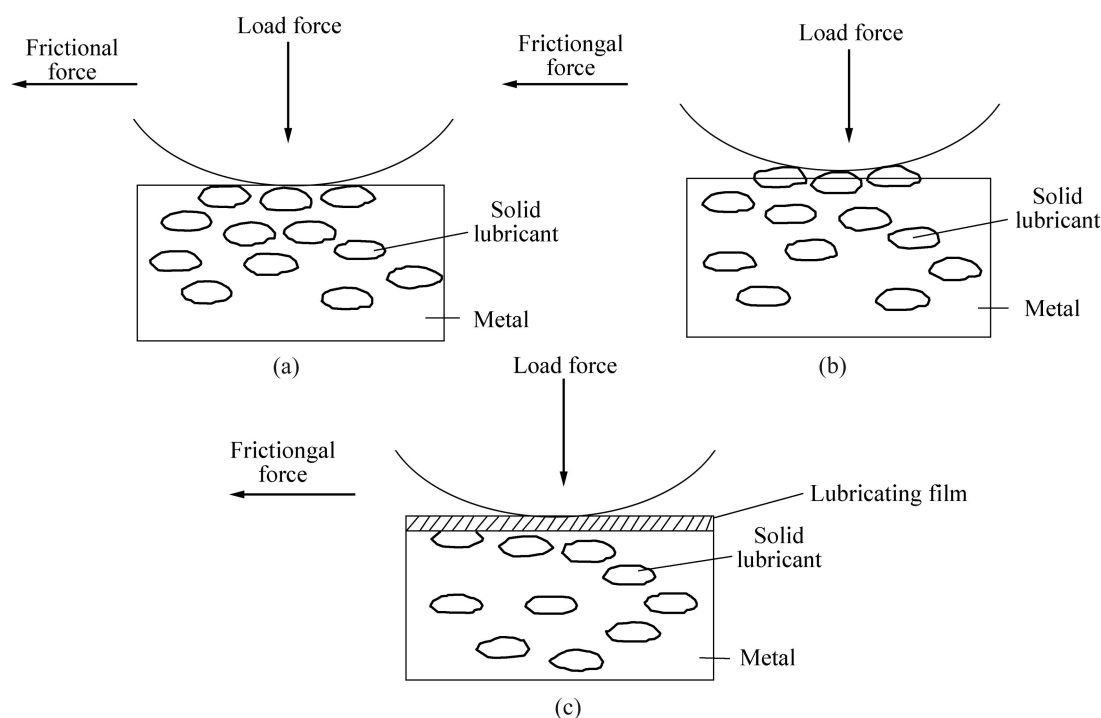 Load force
Frictional
force
Solid
lubricant
Metal
(a)
Load force
Frictiongal
force
Solid
lubricant
Metal
(b)
Load force
Frictiongal
force
Lubricating film
Solid
lubricant
Metal
(c)